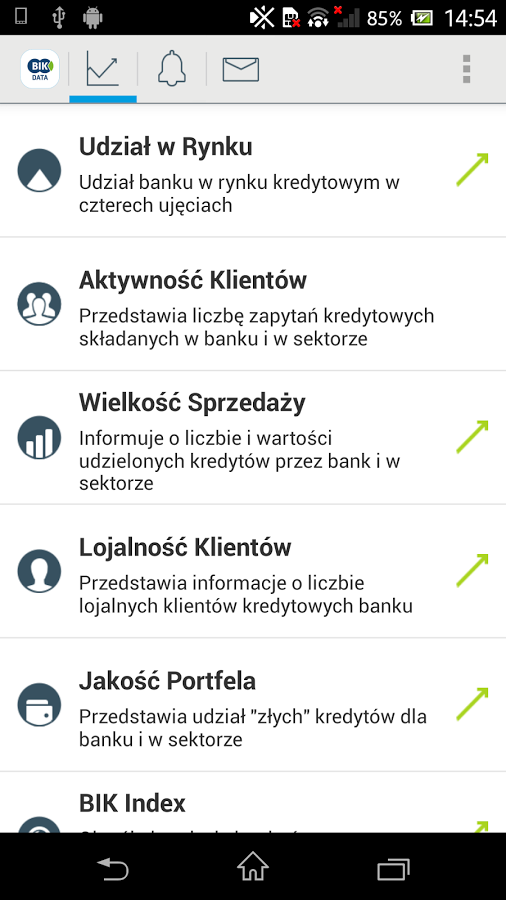 85% 14:54
BIK
DATA
Udział w Rynku
Udział banku w rynku kredytowym w
czterech ujęciach
Aktywność Klientów
Przedstawia liczbę zapytań kredytowych
składanych w banku i w sektorze
Wielkość Sprzedaży
Informuje o liczbie i wartości
udzielonych kredytów przez bank i w
sektorze
Lojalność Klientów
Przedstawia informacje o liczbie
lojalnych klientów kredytowych banku
Jakość Portfela
Przedstawia udział "złych" kredytów dla
banku i w sektorze
BIK Index